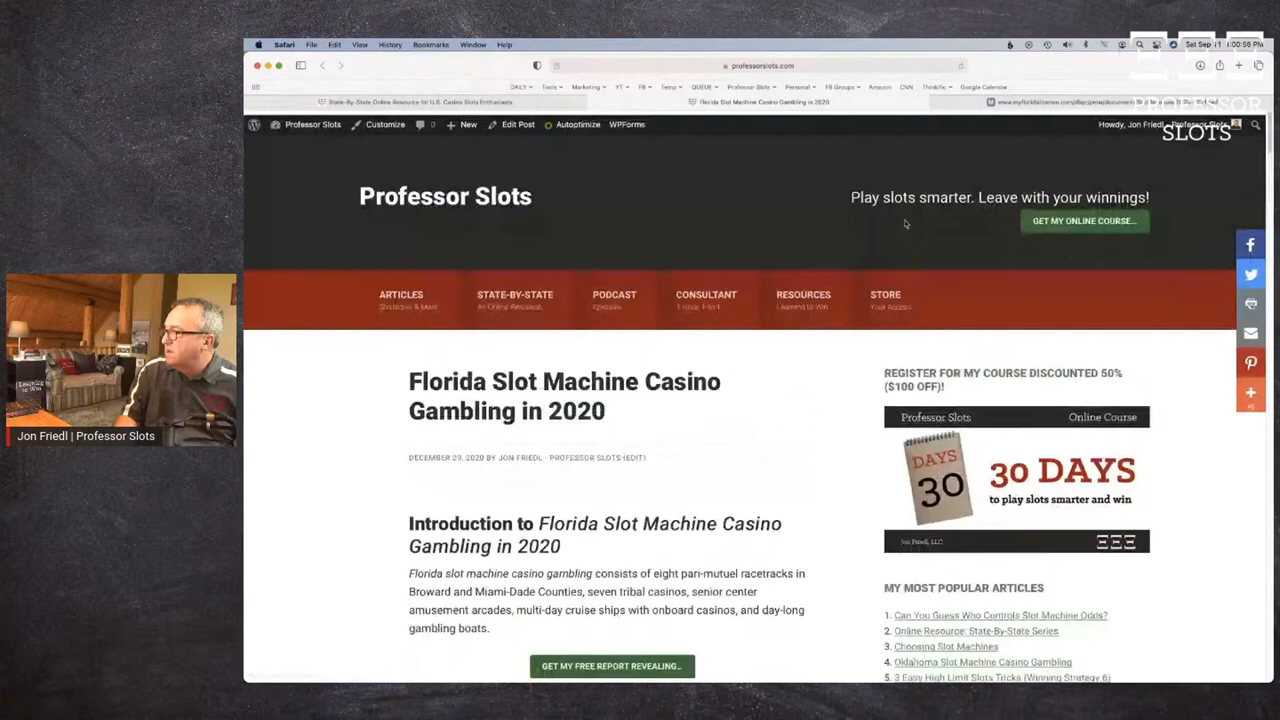 Safari File Edit View History Bookmarks Window Help
Sat Sep 1:00:56 PM
professorslots.com
DAILY Tools Marketing YT FB Temp QUEUE Professor Slots Personal FB Groups Amazon CNN Thinkific Google Calendar
State-By-State Online Resource for U.S. Casino Slots Enthusiasts Florida Slot Machine Casino Gambling in 2020
Professor Slots Customize 0 New Edit Post Autoptimize WPForms Howdy, Jon Friedl - Professor Slots
PROFESSOR
SLOTS
Professor Slots
Play slots smarter. Leave with your winnings!
GET MY ONLINE COURSE...
ARTICLES STATE-BY-STATE PODCAST CONSULTANT RESOURCES STORE
Strategies & More An Online Resource Episodes Learning to Win Your Access
Florida Slot Machine Casino
Gambling in 2020
DECEMBER 29, 2020 BY JON FRIEDL - PROFESSOR SLOTS (EDIT)
Introduction to Florida Slot Machine Casino
Gambling in 2020
Florida slot machine casino gambling consists of eight pari-mutuel racetracks in
Broward and Miami-Dade Counties, seven tribal casinos, senior center
amusement arcades, multi-day cruise ships with onboard casinos, and day-long
gambling boats.
GET MY FREE REPORT REVEALING...
REGISTER FOR MY COURSE DISCOUNTED 50%
($100 OFF)!
Professor Slots Online Course
DAYS
30
30 DAYS
to play slots smarter and win
Jon Friedl, LLC
MY MOST POPULAR ARTICLES
1. Can You Guess Who Controls Slot Machine Odds?
2. Online Resource: State-By-State Series
3. Choosing Slot Machines
4. Oklahoma Slot Machine Casino Gambling
5. 3 Easy High Limit Slots Tricks (Winning Strategy 6)
Learning
to Win
Jon Friedl | Professor Slots